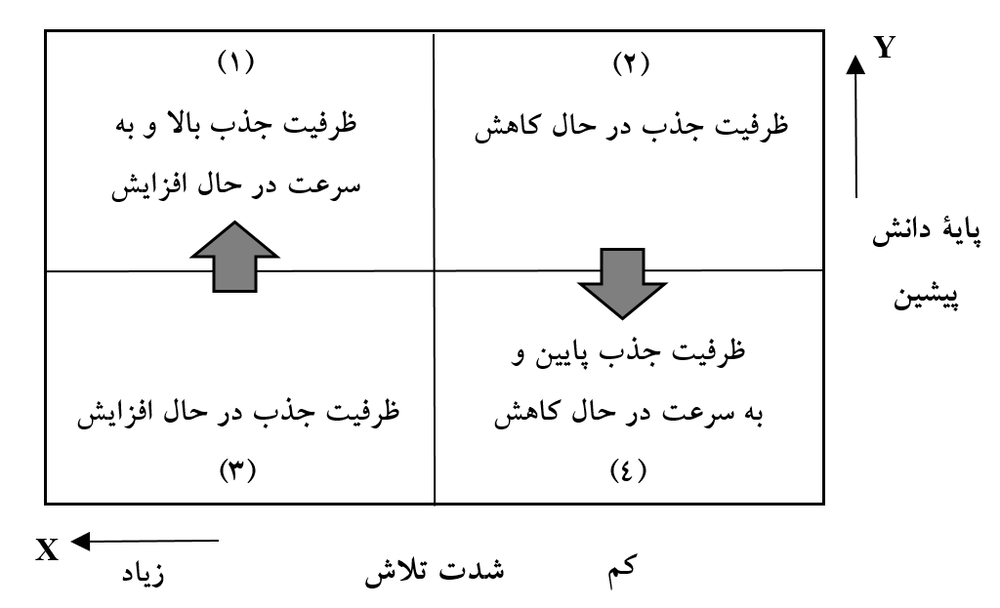 (۲)
ظرفیت جذب در حال کاهش
(۱)
ظرفیت جذب بالا و به
سرعت در حال افزایش
ظرفیت جذب پایین و
به سرعت در حال کاهش
(٤)
ظرفیت جذب در حال افزایش
(۳)
Y
پایۀ دانش
پیشین
کم
شدت تلاش
زیاد
X